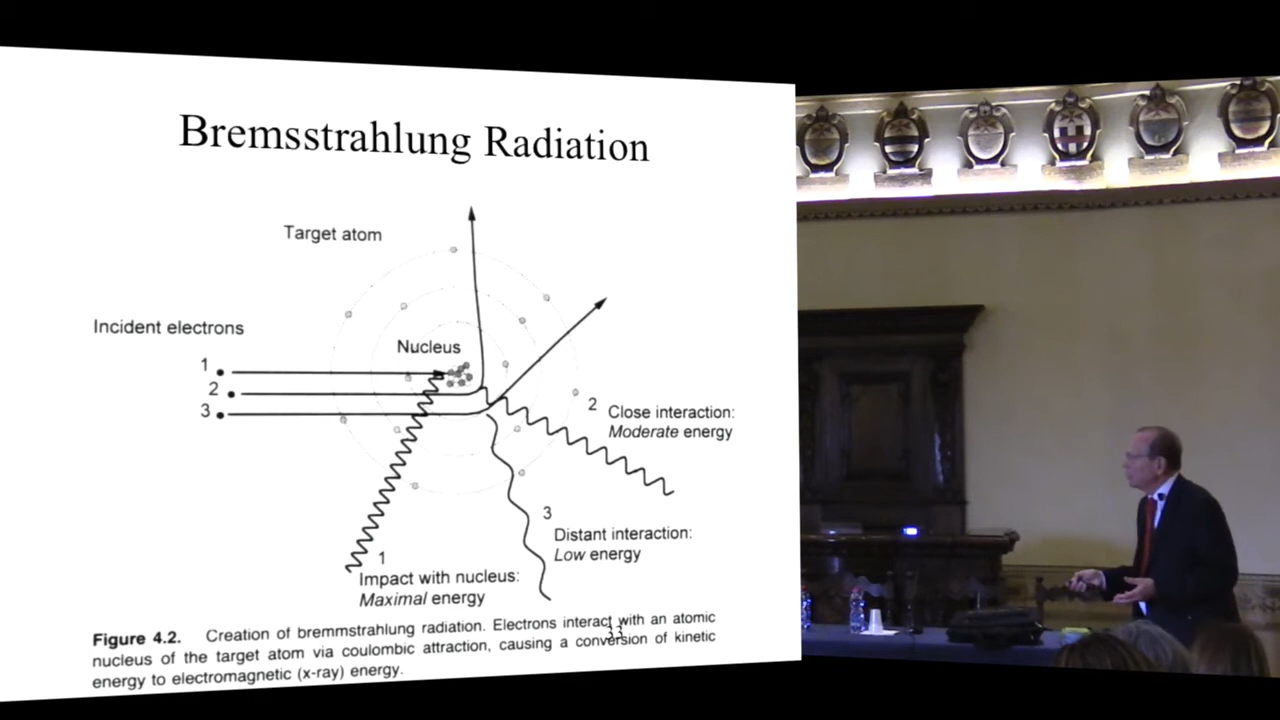 Bremsstrahlung Radiation
Target atom
Incident electrons
Nucleus
1
2
3
2
Close interaction:
Moderate energy
3
Distant interaction:
Low energy
1
Impact with nucleus:
Maximal energy
Figure 4.2. Creation of bremmstrahlung radiation. Electrons interact with an atomic
nucleus of the target atom via coulombic attraction, causing a conversion of kinetic
energy to electromagnetic (x-ray) energy.
33